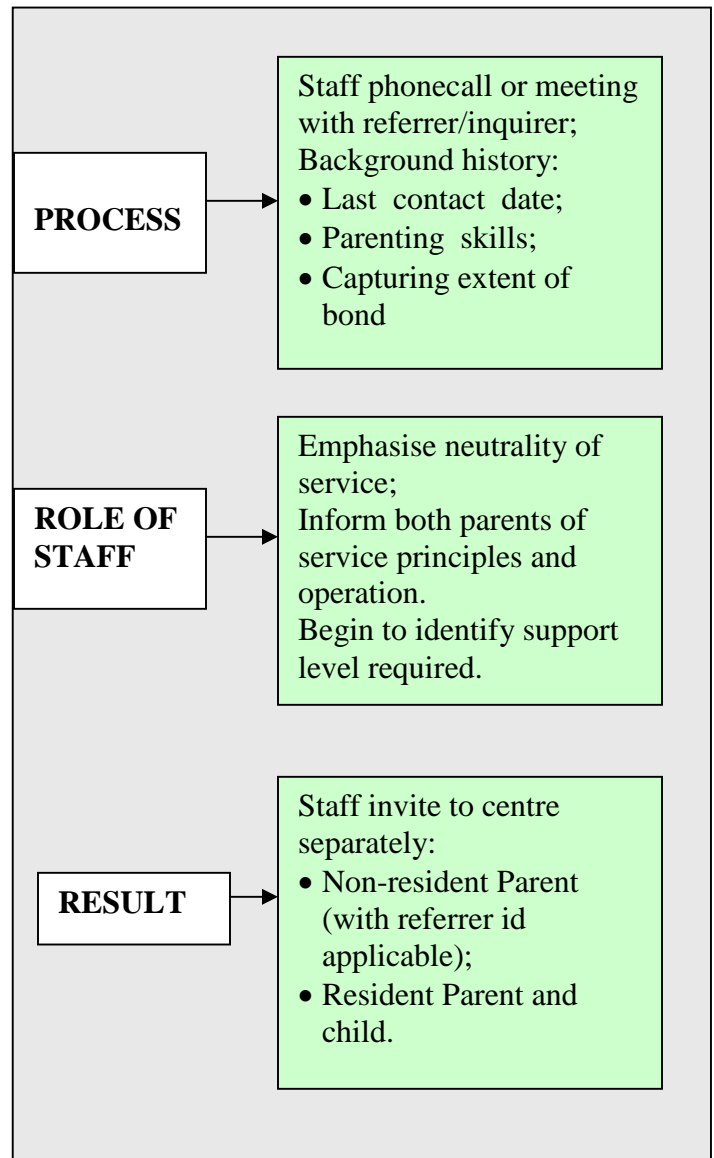 PROCESS
Staff phonecall or meeting
with referrer/inquirer;
Background history:
• Last contact date;
• Parenting skills;
• Capturing extent of
bond
ROLE OF
STAFF
Emphasise neutrality of
service;
Inform both parents of
service principles and
operation.
Begin to identify support
level required.
RESULT
Staff invite to centre
separately:
• Non-resident Parent
(with referrer id
applicable);
• Resident Parent and
child.